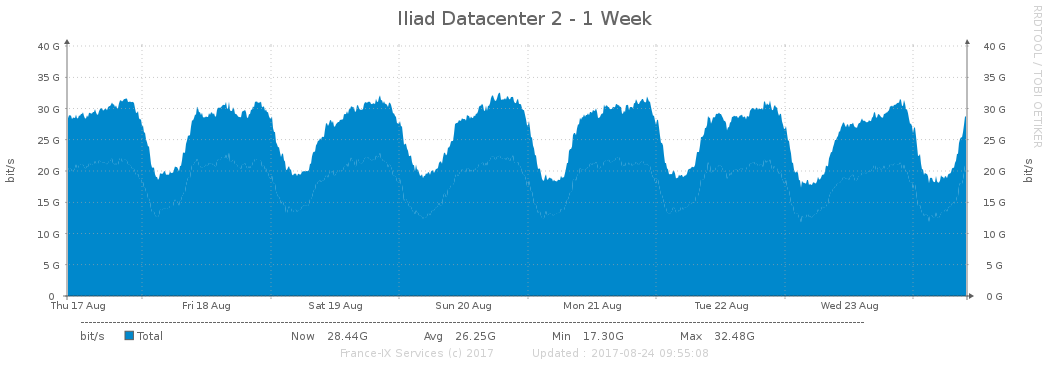 Iliad Datacenter 2 - 1 Week
RRDTOOL / TOBI OETIKER
bit/s
40 G 40 G
35 G 35 G
30 G 30 G
25 G 25 G
20 G 20 G
15 G 15 G
10 G 10 G
5 G 5 G
0 0 G
bit/s
Thu 17 Aug Fri 18 Aug Sat 19 Aug Sun 20 Aug Mon 21 Aug Tue 22 Aug Wed 23 Aug
bit/s Total Now 28.44G Avg 26.25G Min 17.30G Max 32.48G
France-IX Services (c) 2017 Updated : 2017-08-24 09:55:08